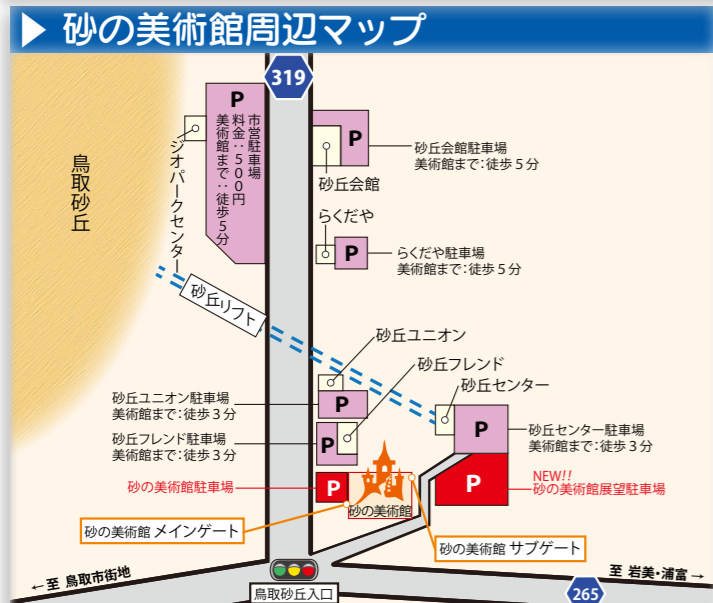 ▶ 砂の美術館周辺マップ
319
P
市営駐車場
料金：500円
美術館まで：徒歩5分
ジオパークセンター
鳥取砂丘
P
砂丘会館
砂丘会館駐車場
美術館まで：徒歩5分
らくだや
P
らくだや駐車場
美術館まで：徒歩5分
砂丘リフト
砂丘ユニオン
砂丘フレンド
砂丘センター
砂丘ユニオン駐車場
美術館まで：徒歩3分
P
砂丘フレンド駐車場
美術館まで：徒歩3分
P
P
砂丘センター駐車場
美術館まで：徒歩3分
砂の美術館駐車場
P
砂の美術館
P
NEW!!
砂の美術館展望駐車場
砂の美術館 メインゲート
砂の美術館 サブゲート
←至 鳥取市街地
鳥取砂丘入口
至 岩美・浦富→
265